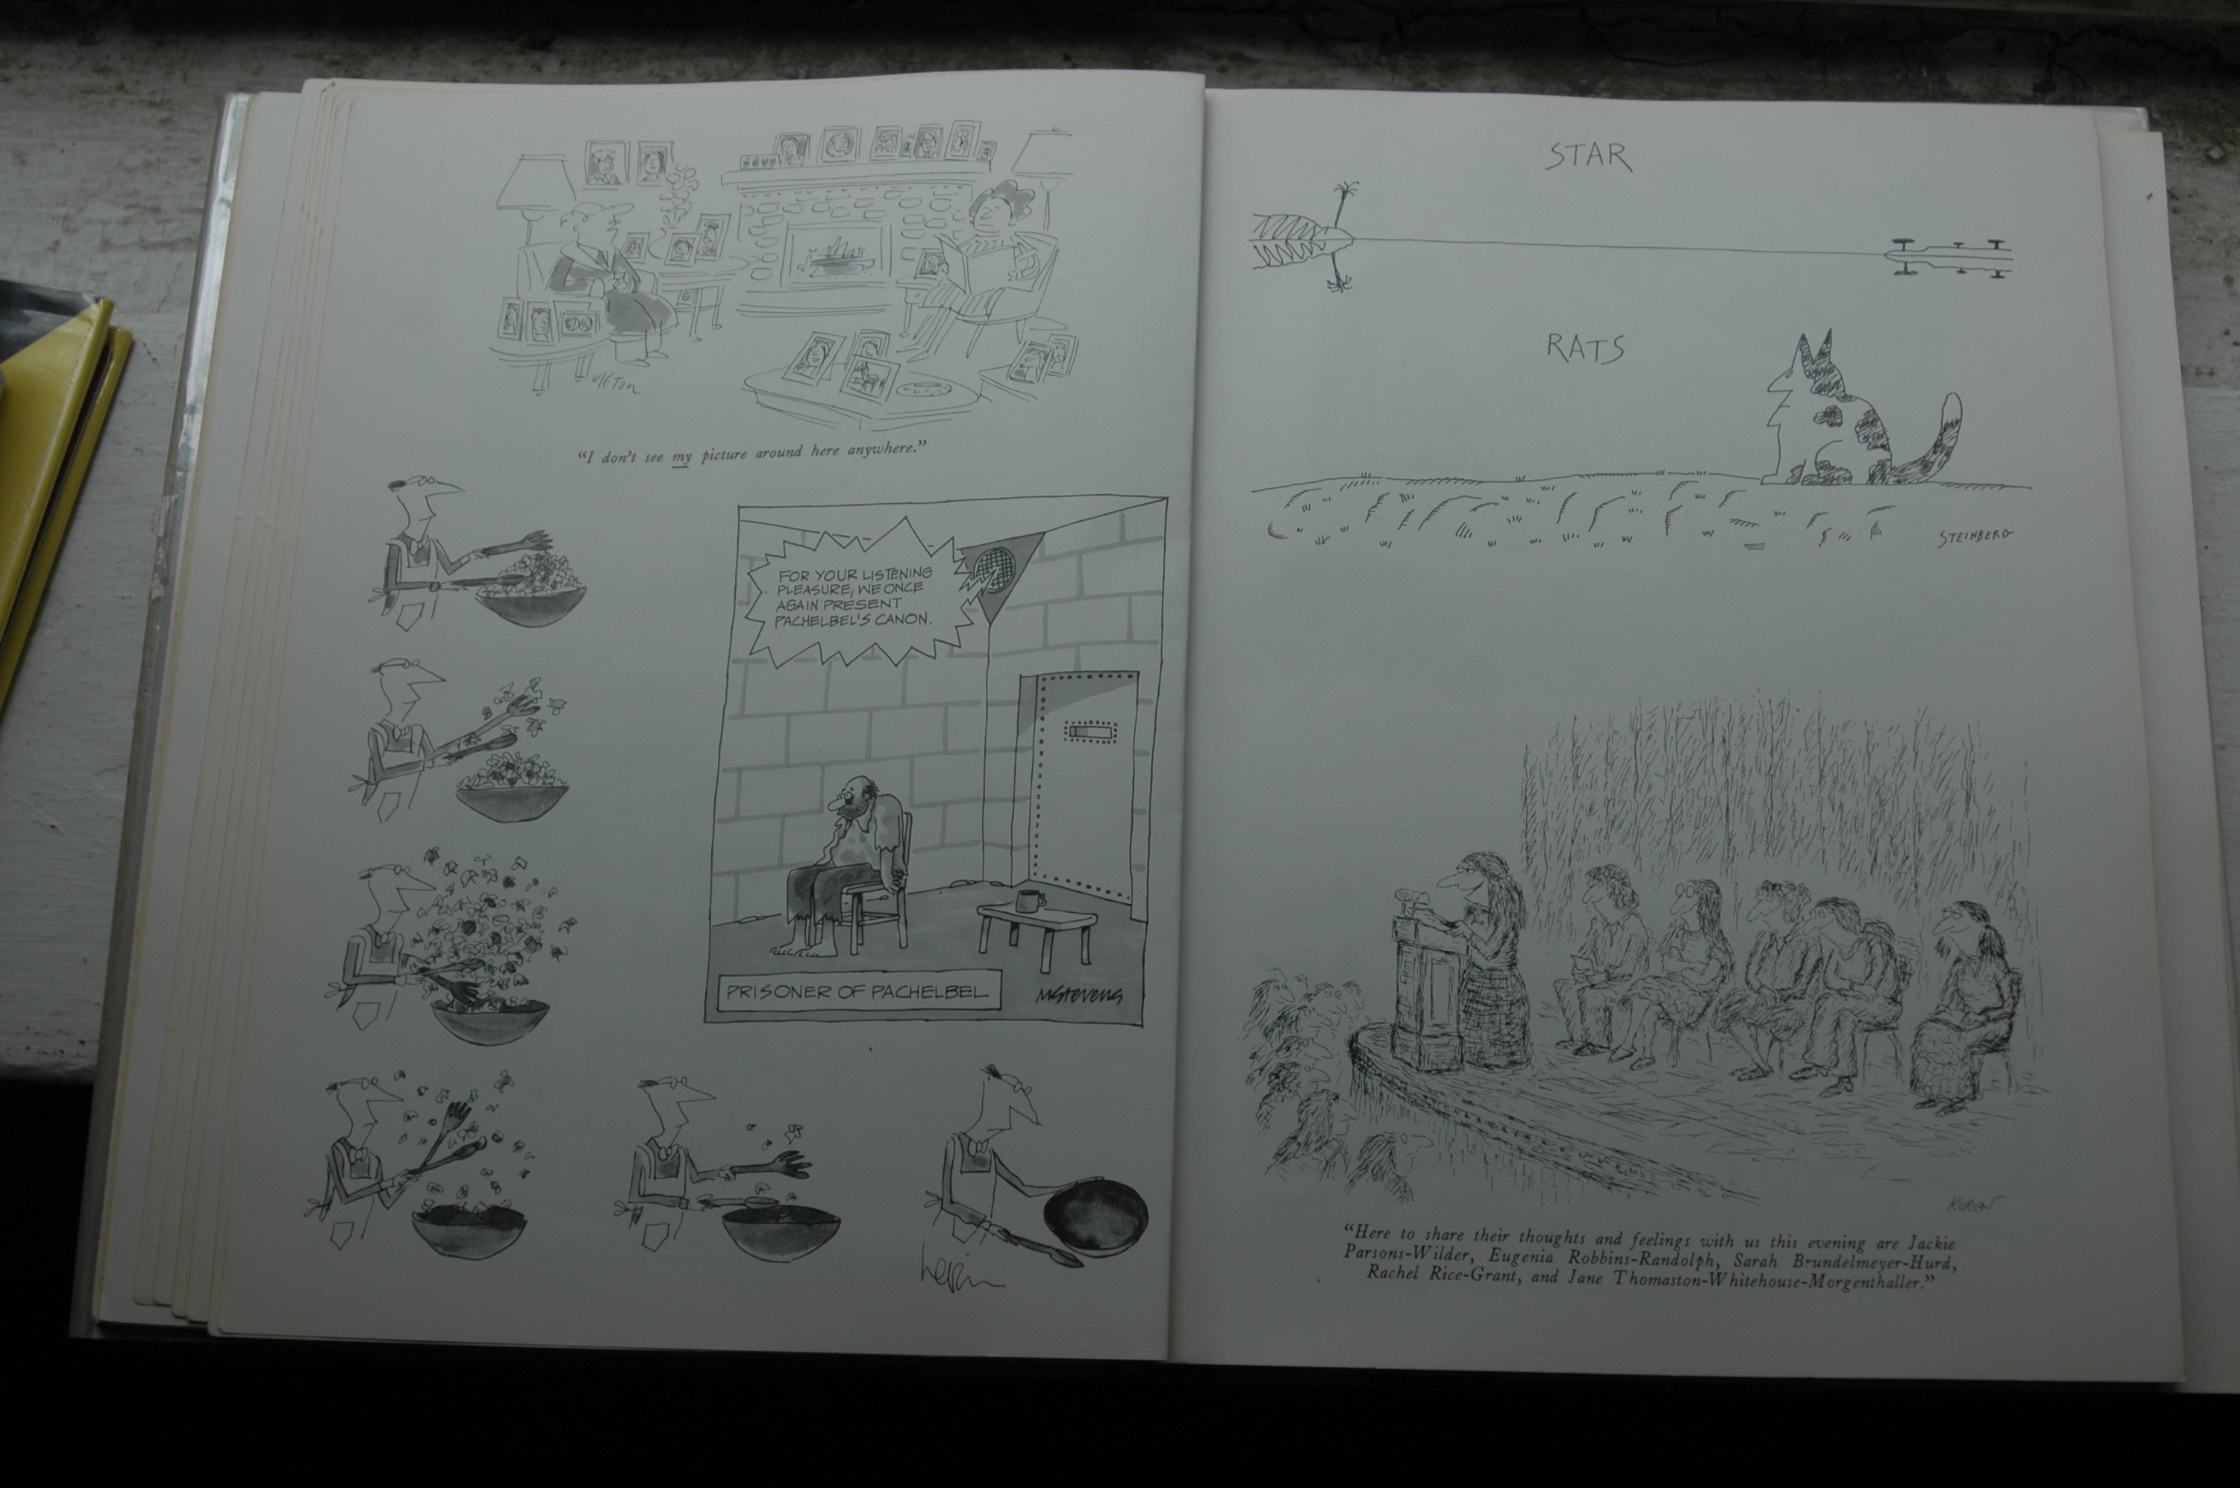 "I don't see my picture around here anywhere."
FOR YOUR LISTENING
PLEASURE, WE ONCE
AGAIN PRESENT
PACHELBEL'S CANON.
PRISONER OF PACHELBEL
MSTEVENS
STAR
RATS
STEINBERG
KOREN
"Here to share their thoughts and feelings with us this evening are Jackie
Parsons-Wilder, Eugenia Robbins-Randolph, Sarah Brundelmeyer-Hurd,
Rachel Rice-Grant, and Jane Thomaston-Whitehouse-Morgenthaller."